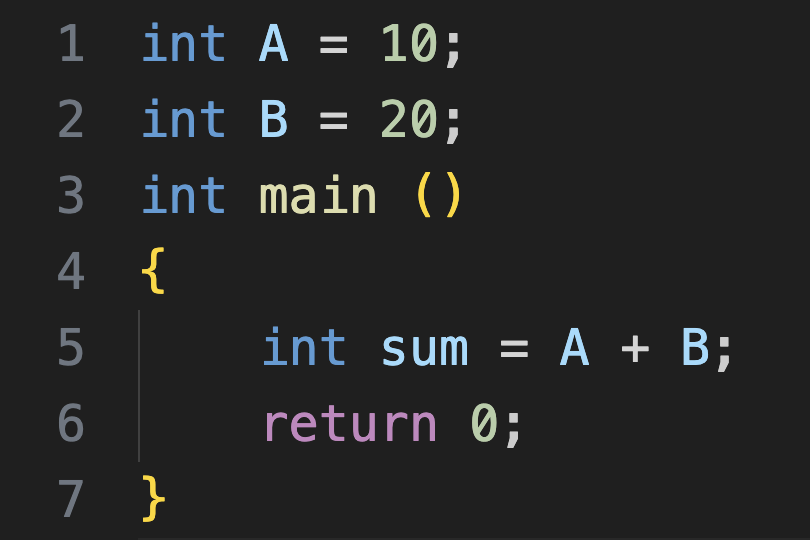 1 int A = 10;
2 int B = 20;
3 int main ()
4 {
5     int sum = A + B;
6     return 0;
7 }